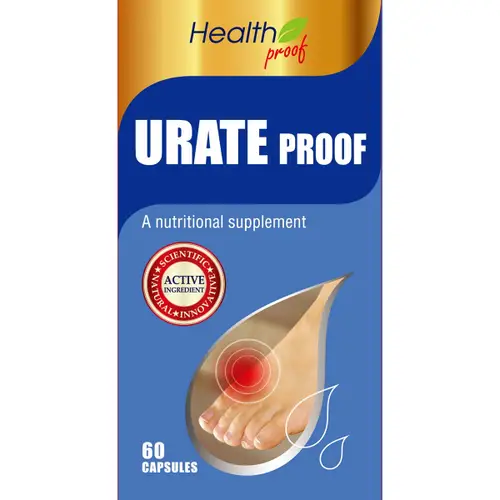 Health
proof
URATE PROOF
A nutritional supplement
SCIENTIFIC
NATURAL
INNOVATIVE
ACTIVE
INGREDIENT
60
CAPSULES